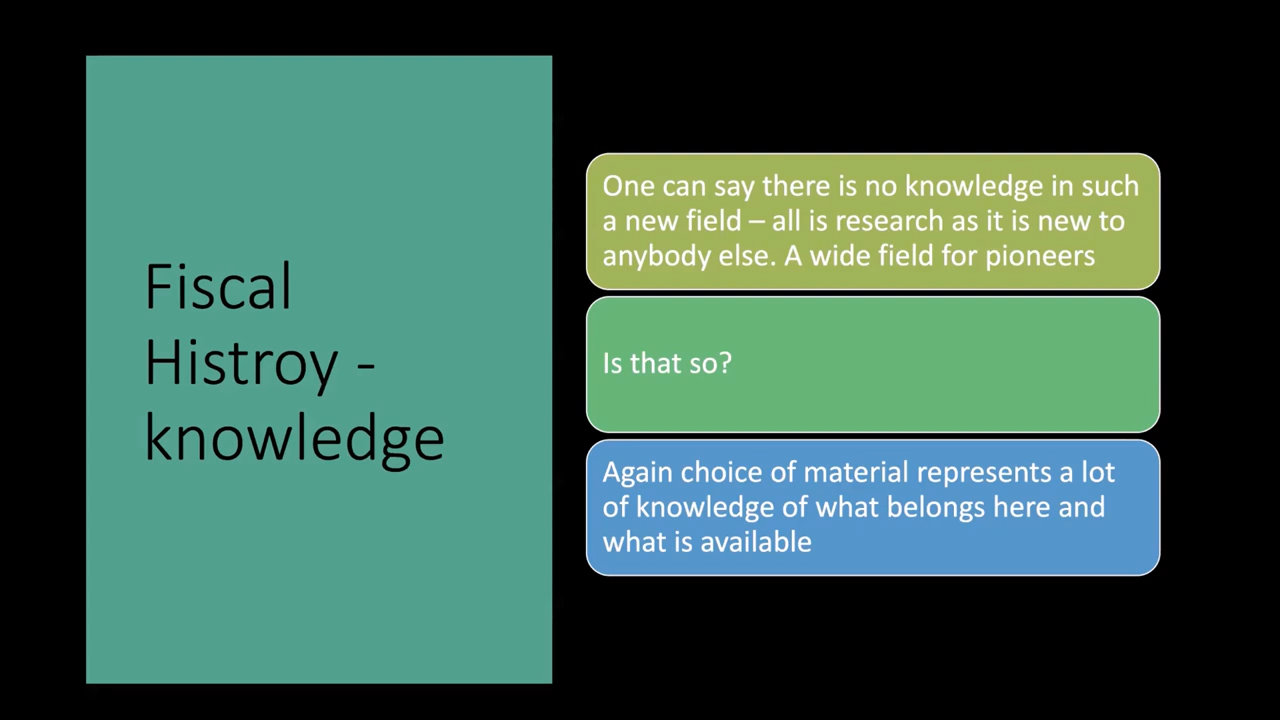 Fiscal
Histroy -
knowledge
One can say there is no knowledge in such
a new field – all is research as it is new to
anybody else. A wide field for pioneers
Is that so?
Again choice of material represents a lot
of knowledge of what belongs here and
what is available